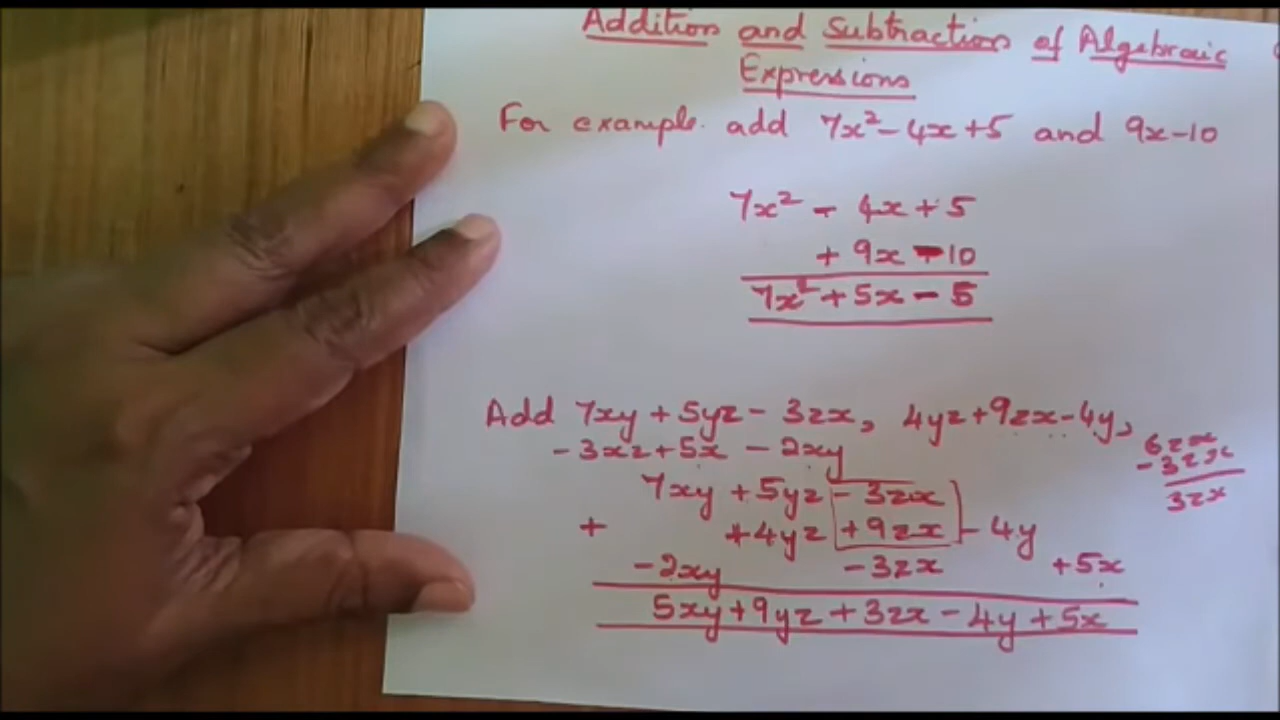 Addition and Subtraction of Algebraic
Expressions
For example. add 7x² - 4x + 5 and 9x - 10
7x² - 4x + 5
+ 9x - 10
7x² + 5x - 5
Add 7xy + 5yz - 3zx, 4yz + 9zx - 4y,
- 3xz + 5x - 2xy
7xy + 5yz - 3zx
+ + 4yz + 9zx - 4y
- 2xy - 3zx + 5x
5xy + 9yz + 3zx - 4y + 5x
6zx
- 3zx
3zx